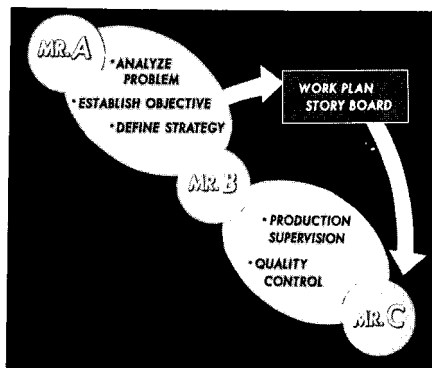 MR. A
• ANALYZE
PROBLEM
• ESTABLISH OBJECTIVE
• DEFINE STRATEGY
WORK PLAN
STORY BOARD
MR. B
• PRODUCTION
SUPERVISION
• QUALITY
CONTROL
MR. C